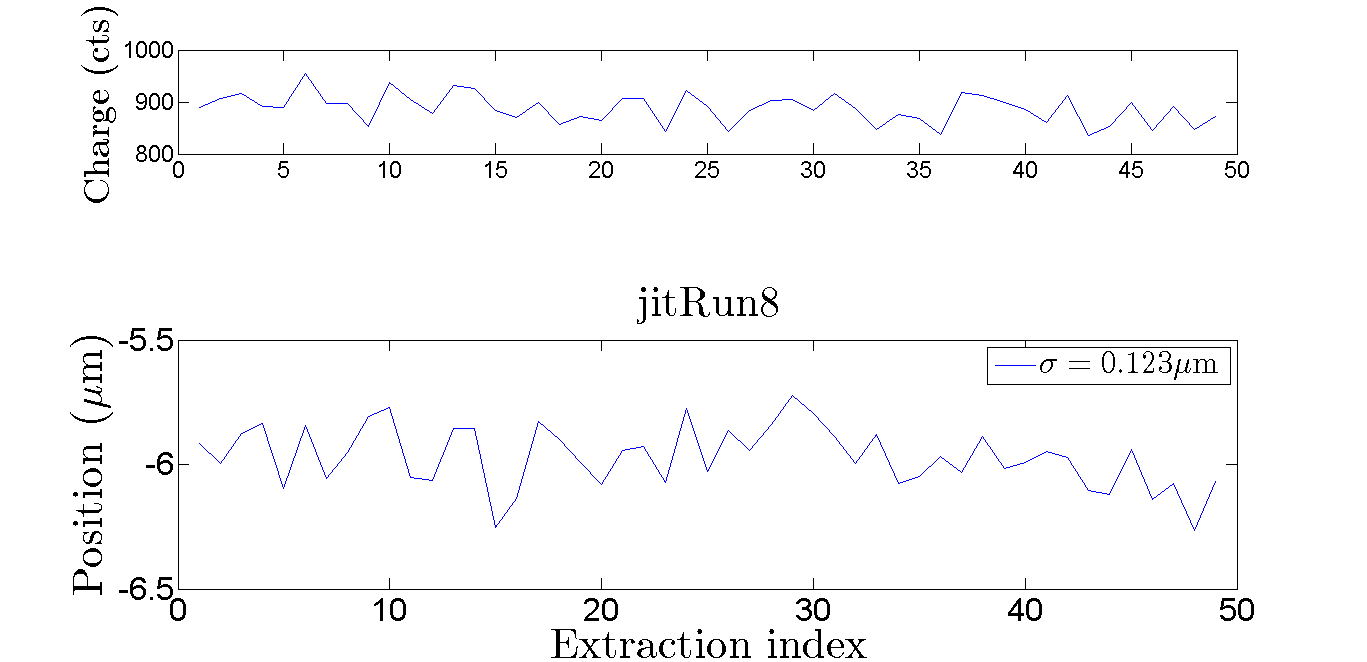 Charge (cts)
1000
900
800
0 5 10 15 20 25 30 35 40 45 50
jitRun8
Position (μm)
-5.5
-6
-6.5
σ = 0.123μm
0 10 20 30 40 50
Extraction index